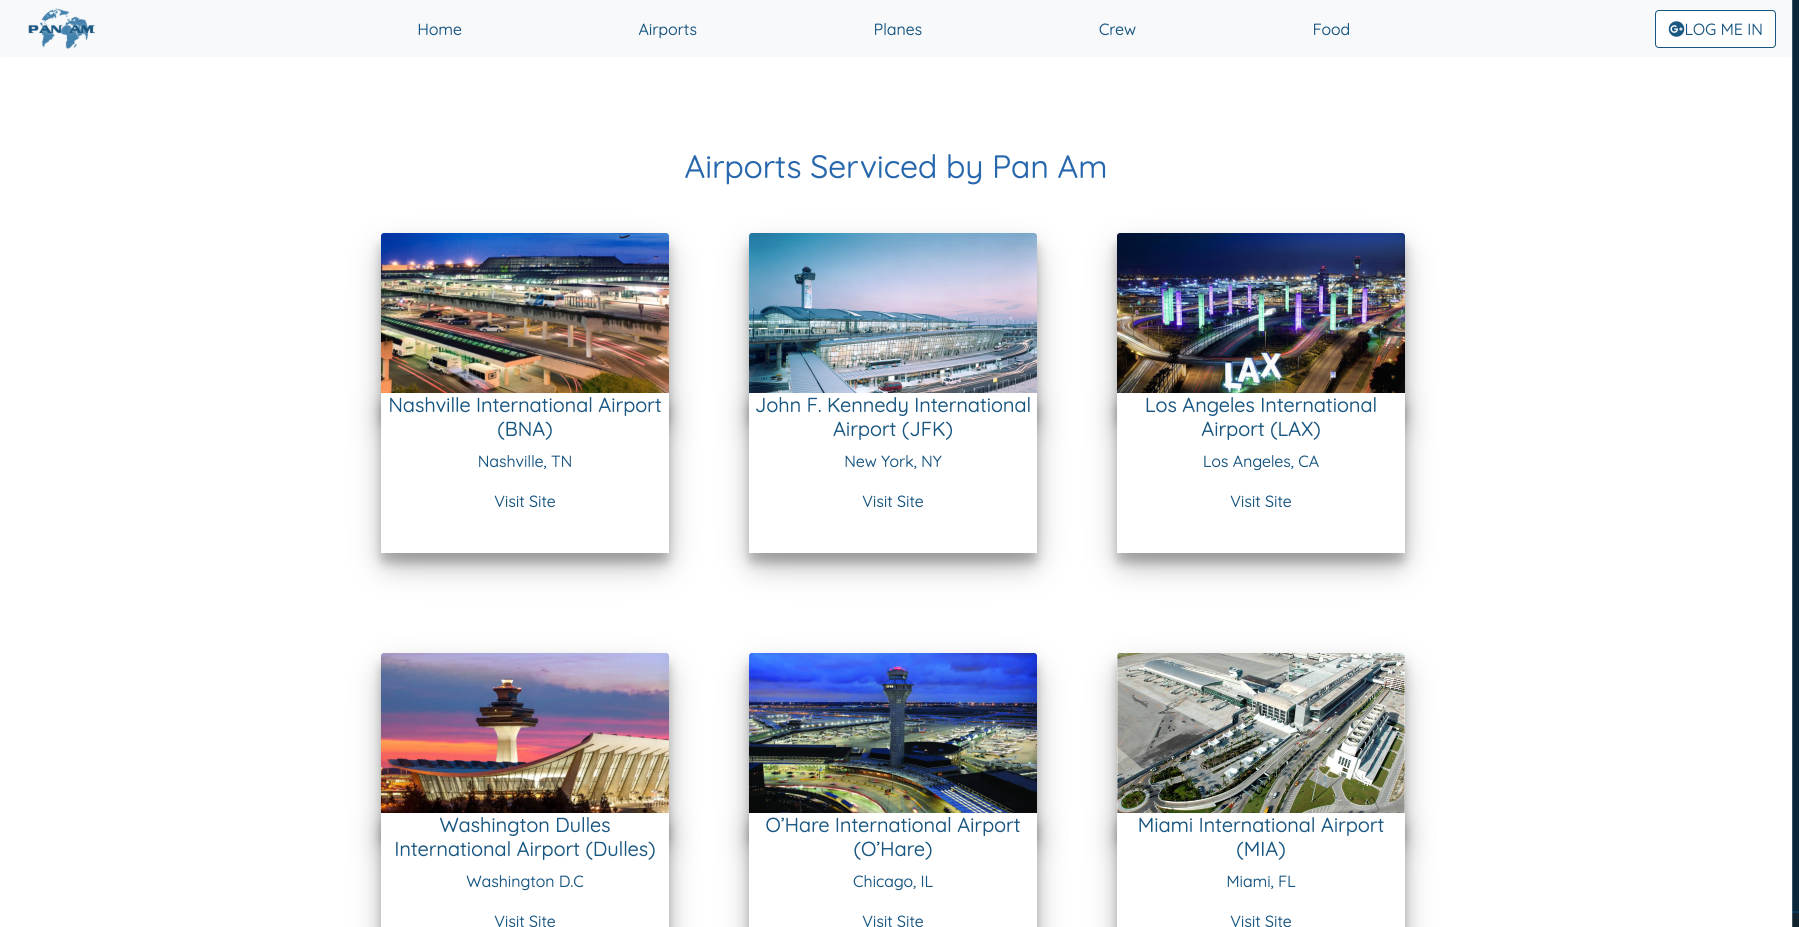 PAN AM
Home
Airports
Planes
Crew
Food
LOG ME IN
Airports Serviced by Pan Am
LAX
Nashville International Airport
(BNA)
Nashville, TN
Visit Site
John F. Kennedy International
Airport (JFK)
New York, NY
Visit Site
Los Angeles International
Airport (LAX)
Los Angeles, CA
Visit Site
Washington Dulles
International Airport (Dulles)
Washington D.C
Visit Site
O’Hare International Airport
(O’Hare)
Chicago, IL
Visit Site
Miami International Airport
(MIA)
Miami, FL
Visit Site